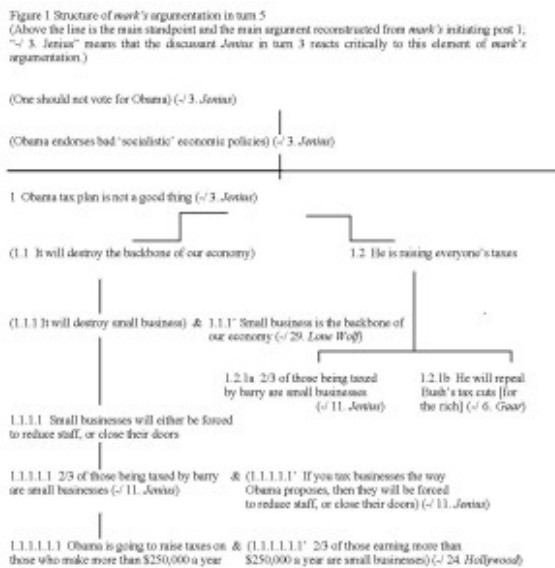 Figure 1 Structure of mark's argumentation in turn 5
(Above the line is the main standpoint and the main argument reconstructed from mark's initiating post 1;
"-/ 3. Jenius" means that the discussant Jenius in turn 3 reacts critically to this element of mark's
argumentation.)
(One should not vote for Obama) (-/ 3. Jenius)
(Obama endorses bad 'socialistic' economic policies) (-/ 3. Jenius)
1 Obama tax plan is not a good thing (-/ 3. Jenius)
(1.1 It will destroy the backbone of our economy)
1.2 He is raising everyone's taxes
(1.1.1 It will destroy small business) & 1.1.1' Small business is the backbone of
our economy (-/ 29. Lone Wolf)
1.2.1a 2/3 of those being taxed
by barry are small businesses
(-/ 11. Jenius)
1.2.1b He will repeal
Bush's tax cuts [for
the rich] (-/ 6. Gaar)
1.1.1.1 Small businesses will either be forced
to reduce staff, or close their doors
1.1.1.1.1 2/3 of those being taxed by barry
are small businesses (-/ 11. Jenius)
& (1.1.1.1.1' If you tax businesses the way
Obama proposes, then they will be forced
to reduce staff, or close their doors) (-/ 11. Jenius)
1.1.1.1.1.1 Obama is going to raise taxes on
those who make more than $250,000 a year
& (1.1.1.1.1.1' 2/3 of those earning more than
$250,000 a year are small businesses) (-/ 24. Hollywood)